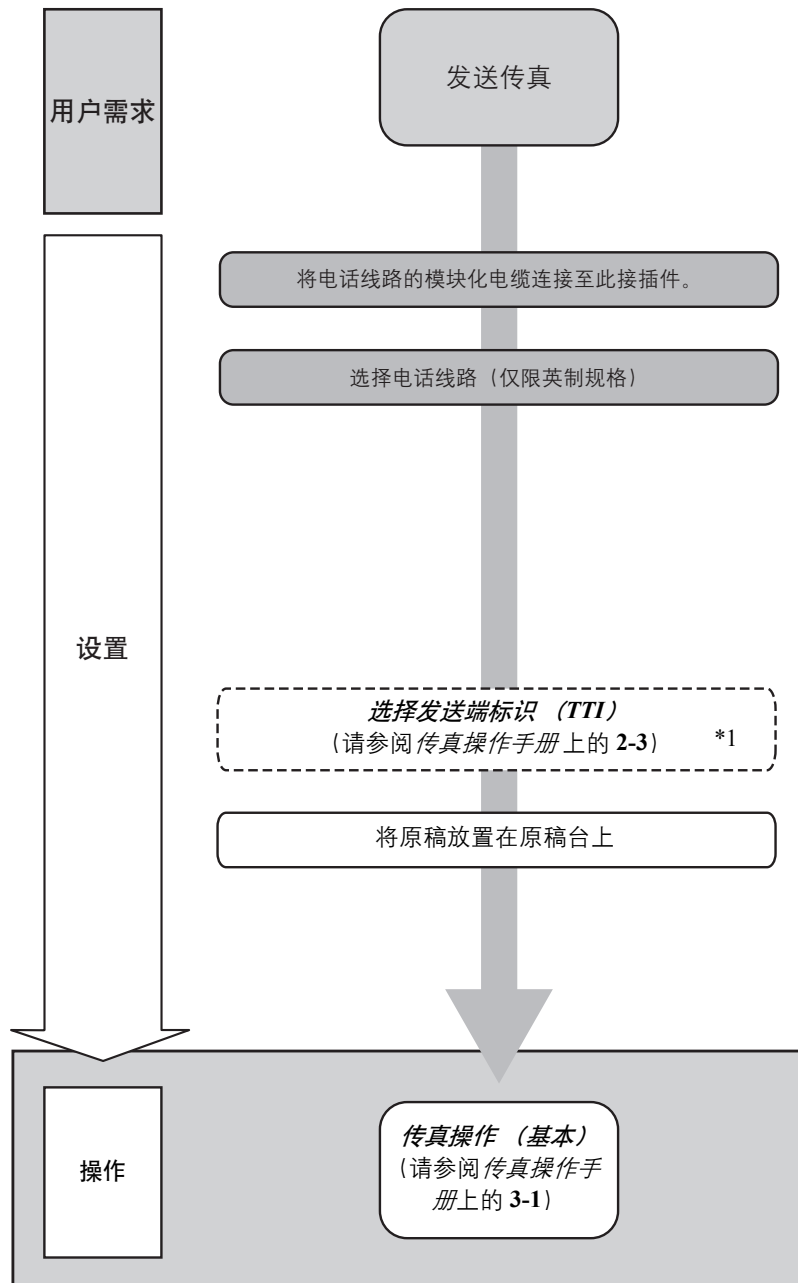 用户需求
发送传真
将电话线路的模块化电缆连接至此接插件。
选择电话线路（仅限英制规格）
设置
选择发送端标识 （TTI）
（请参阅传真操作手册 上的 2-3） *1
将原稿放置在原稿台上
操作
传真操作 （基本）
（请参阅传真操作手
册上的 3-1）